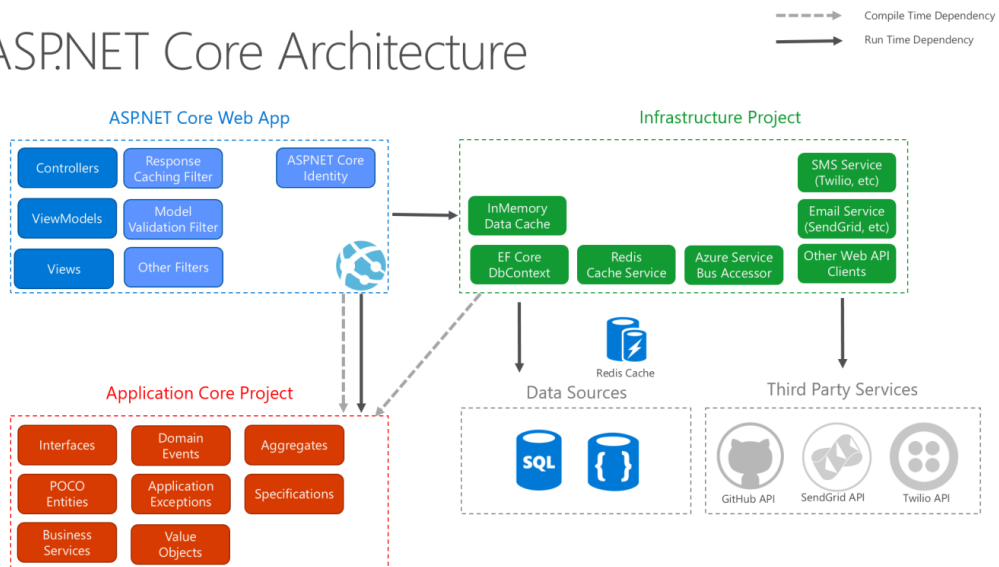 Compile Time Dependency
Run Time Dependency
ASP.NET Core Architecture
ASP.NET Core Web App
Controllers
Response
Caching Filter
ASP.NET Core
Identity
ViewModels
Model
Validation Filter
Views
Other Filters
Infrastructure Project
SMS Service
(Twilio, etc)
InMemory
Data Cache
Email Service
(SendGrid, etc)
EF Core
DbContext
Redis
Cache Service
Azure Service
Bus Accessor
Other Web API
Clients
Redis Cache
Application Core Project
Interfaces
Domain
Events
Aggregates
POCO
Entities
Application
Exceptions
Specifications
Business
Services
Value
Objects
Data Sources
SQL
{ }
Third Party Services
GitHub API
SendGrid API
Twilio API